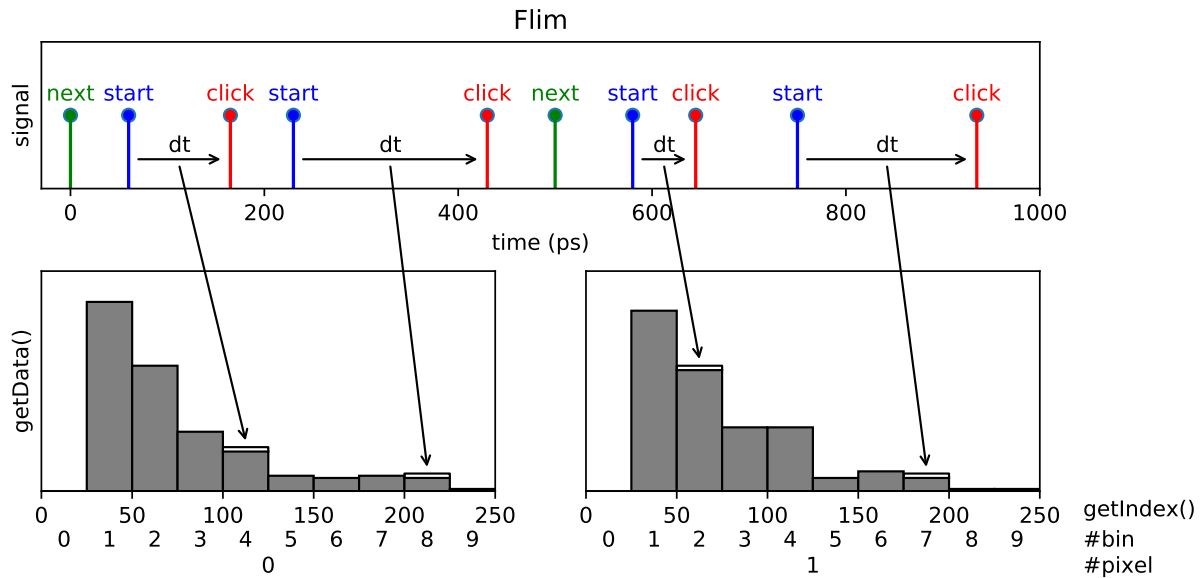 Flim
signal
next start click start click next start click start click
dt dt dt dt
0 200 400 600 800 1000
time (ps)
getData()
0 50 100 150 200 250 0 50 100 150 200 250 getIndex()
0 1 2 3 4 5 6 7 8 9 0 1 2 3 4 5 6 7 8 9 #bin
0 1 #pixel